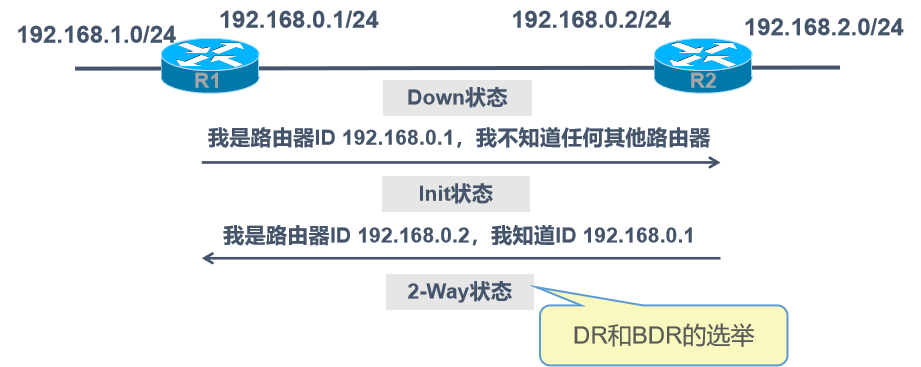 192.168.1.0/24
192.168.0.1/24
192.168.0.2/24
192.168.2.0/24
R1
R2
Down状态
我是路由器ID 192.168.0.1，我不知道任何其他路由器
Init状态
我是路由器ID 192.168.0.2，我知道ID 192.168.0.1
2-Way状态
DR和BDR的选举